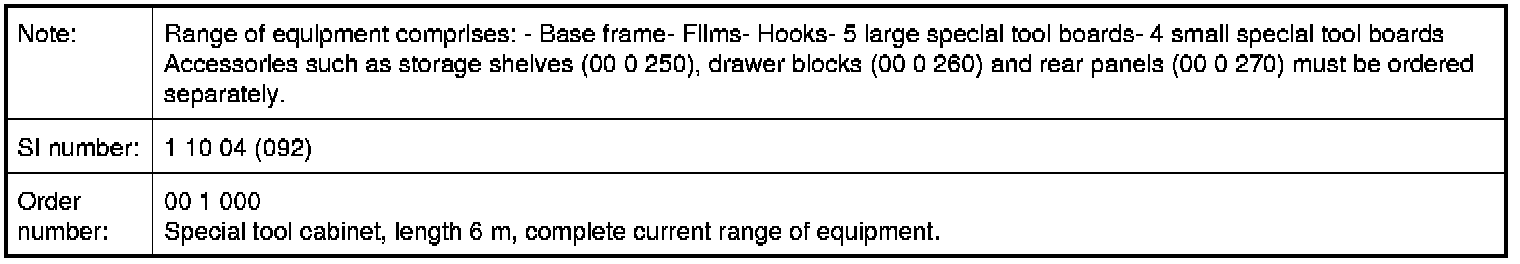 Note: Range of equipment comprises: - Base frame- Films- Hooks- 5 large special tool boards- 4 small special tool boards
Accessories such as storage shelves (00 0 250), drawer blocks (00 0 260) and rear panels (00 0 270) must be ordered
separately.
SI number: 1 10 04 (092)
Order 00 1 000
number: Special tool cabinet, length 6 m, complete current range of equipment.